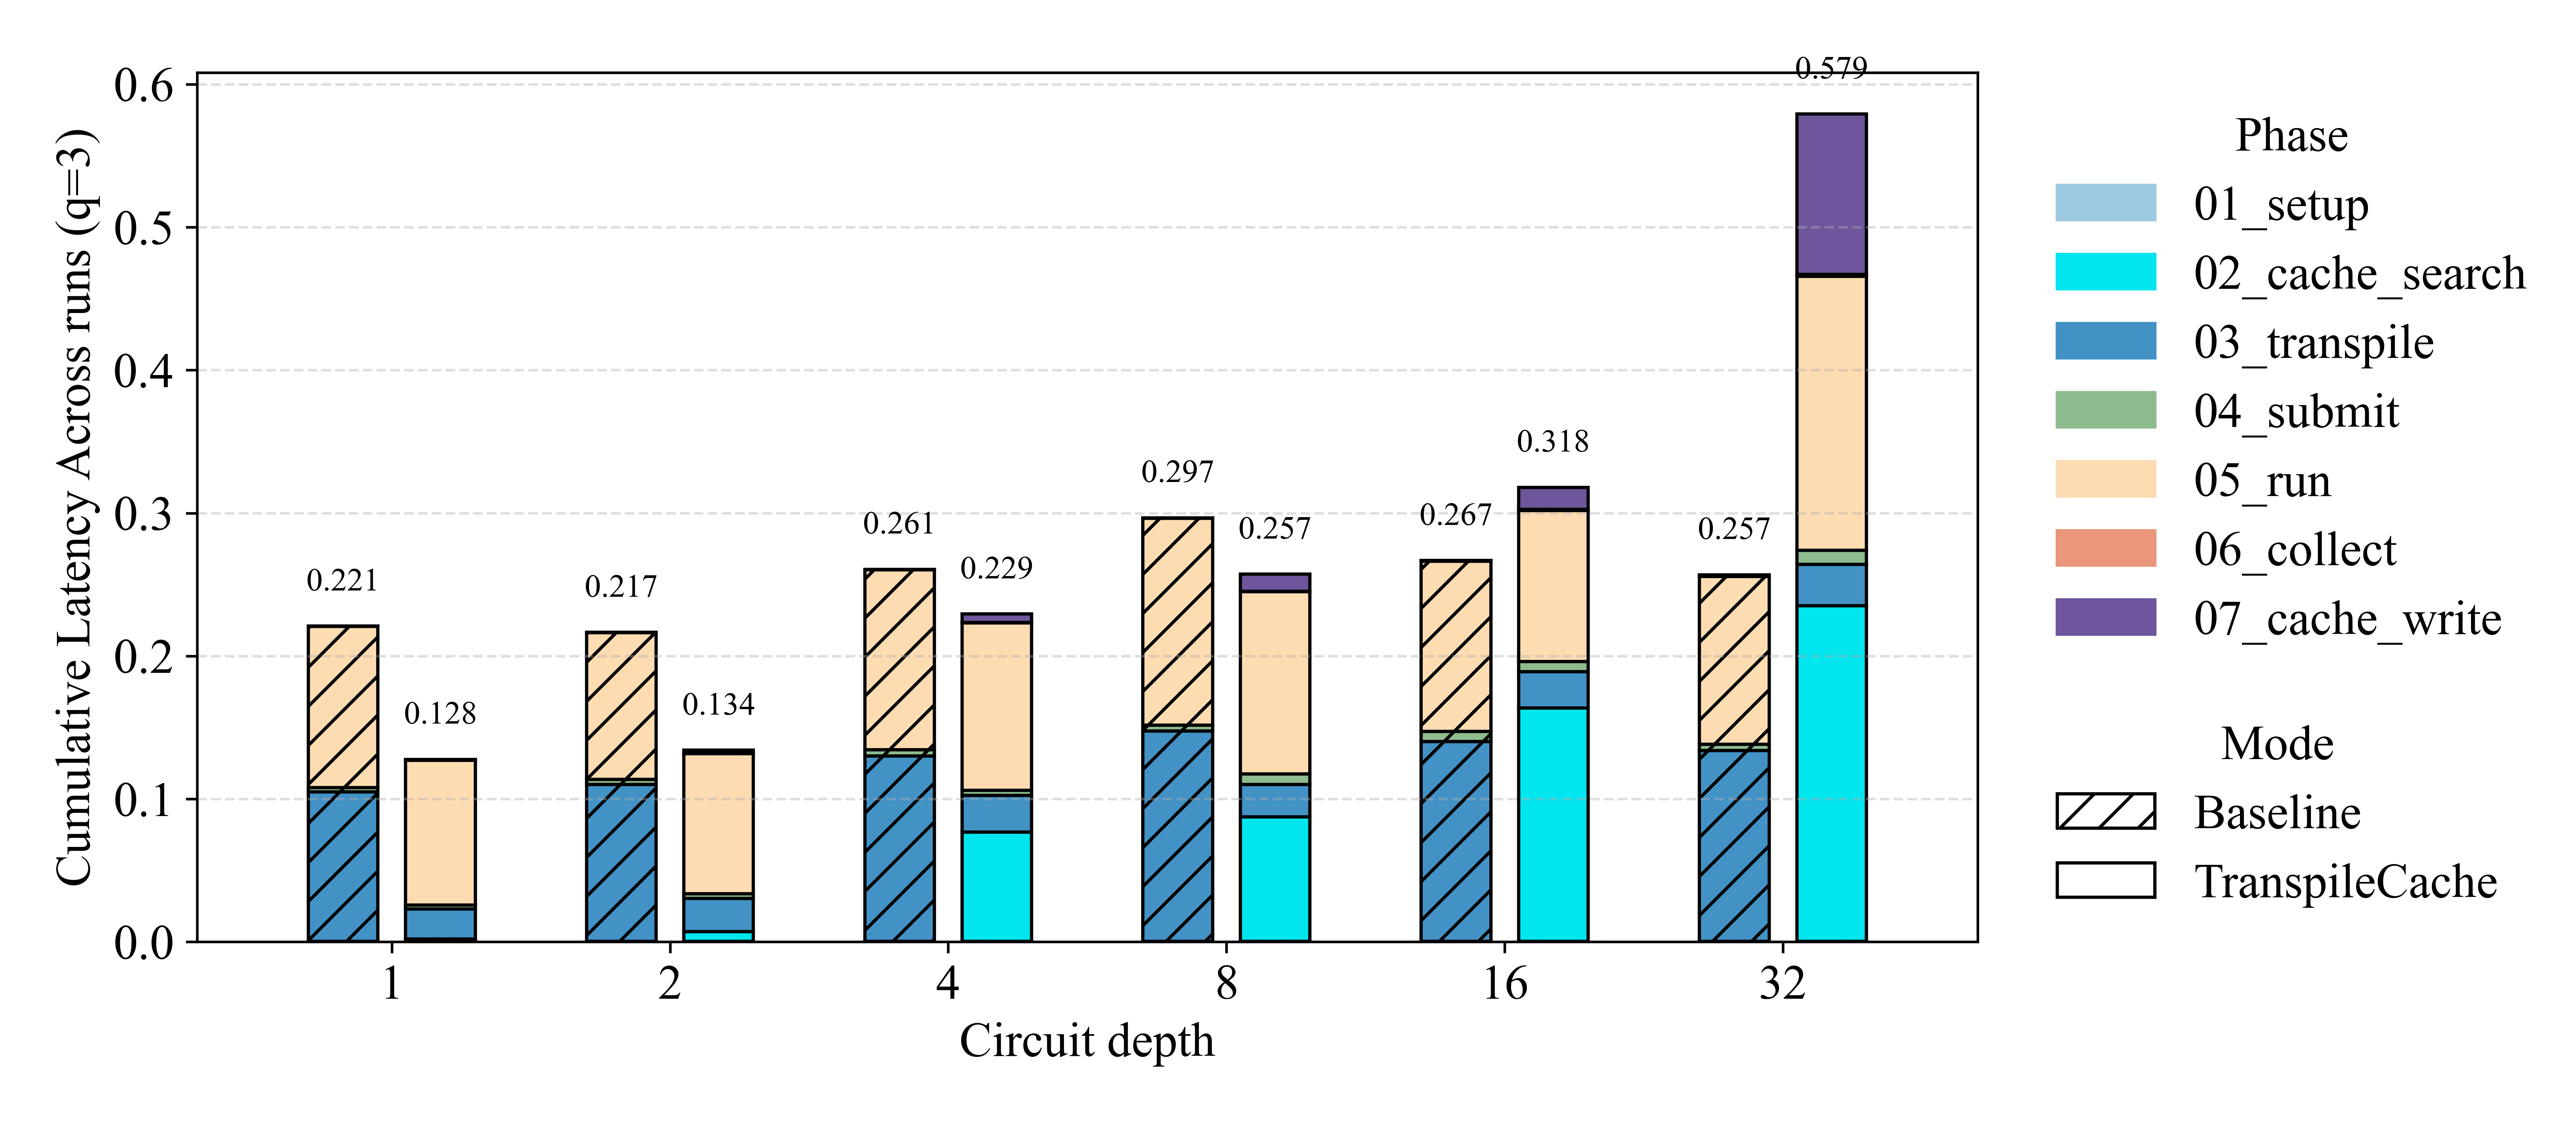 Cumulative Latency Across runs (q=3)
0.6
0.5
0.4
0.3
0.2
0.1
0.0
0.221
0.128
0.217
0.134
0.261
0.229
0.297
0.257
0.267
0.318
0.257
0.579
1
2
4
8
16
32
Circuit depth
Phase
01_setup
02_cache_search
03_transpile
04_submit
05_run
06_collect
07_cache_write
Mode
Baseline
TranspileCache